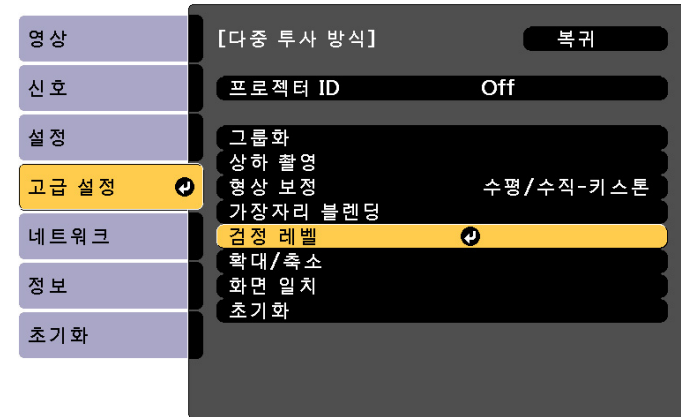 영상
신호
설정
고급 설정
네트워크
정보
초기화
[다중 투사 방식] 복귀
프로젝터 ID Off
그룹화
상하 촬영
형상 보정 수평/수직-키스톤
가장자리 블렌딩
검정 레벨
확대/축소
화면 일치
초기화